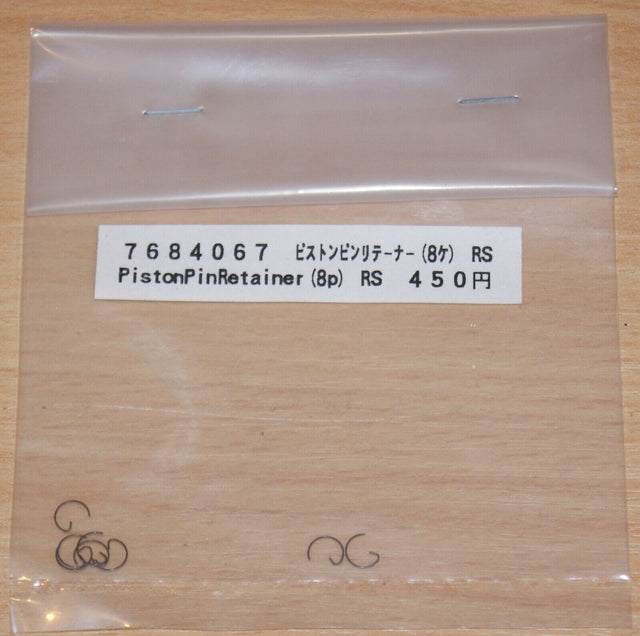 ７６８４０６７ ﾋﾟｽﾄﾝﾋﾟﾝﾘﾃｰﾅｰ(8ｹ) RS
PistonPinRetainer(8p) RS ４５０円